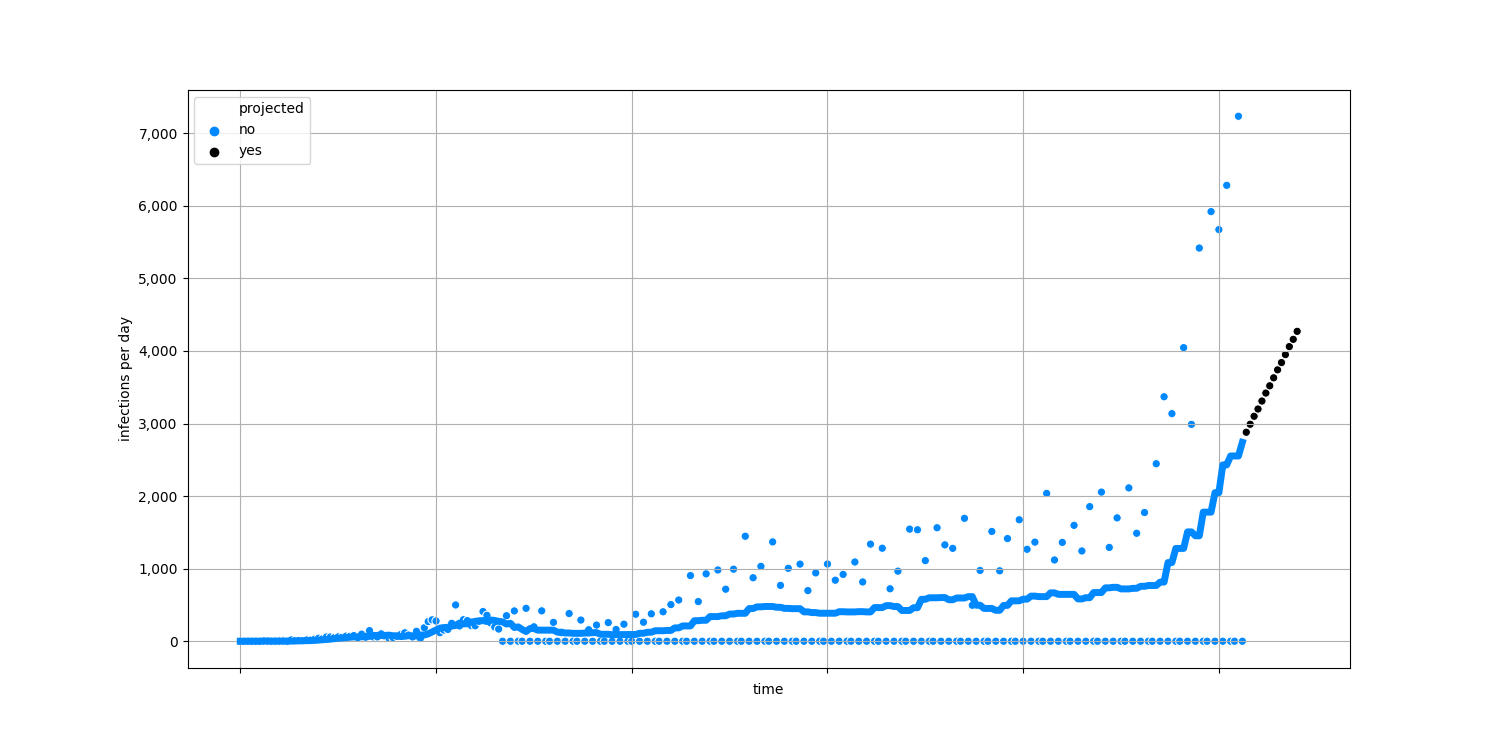 projected
no
yes
7,000
6,000
5,000
4,000
3,000
2,000
1,000
0
infections per day
time